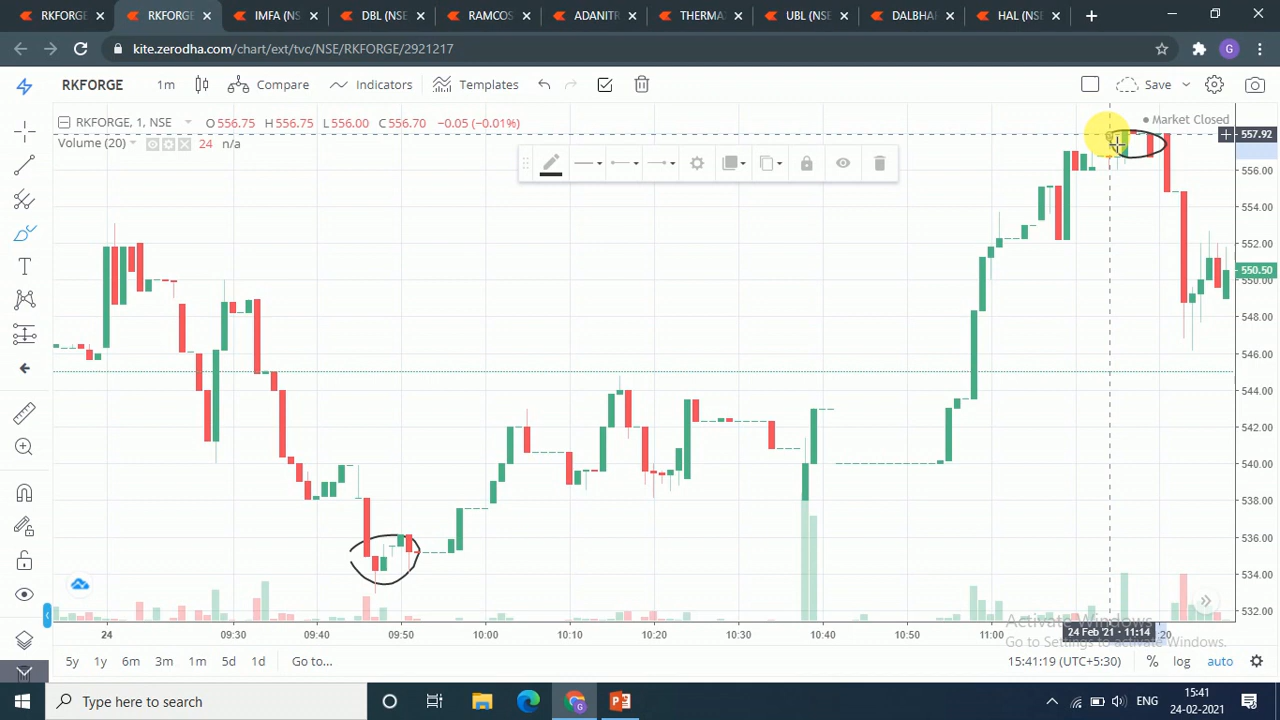 RKFORGE
RKFORGE
IMFA (NS
DBL (NSE
RAMCOS
ADANITR
THERMA
UBL (NSE
DALBHAR
HAL (NSE
kite.zerodha.com/chart/ext/tvc/NSE/RKFORGE/2921217
G
RKFORGE 1m Compare Indicators Templates Save
RKFORGE, 1, NSE O 556.75 H 556.75 L 556.00 C 556.70 −0.05 (−0.01%)
Market Closed
Volume (20) 24 n/a
557.92
556.00
554.00
552.00
550.50
550.00
548.00
546.00
544.00
542.00
540.00
538.00
536.00
534.00
532.00
24 09:30 09:40 09:50 10:00 10:10 10:20 10:30 10:40 10:50 11:00 24 Feb '21 - 11:14 :20
Activate Windows
Go to Settings to activate Windows.
5y 1y 6m 3m 1m 5d 1d Go to... 15:41:19 (UTC+5:30) % log auto
Type here to search
G
ENG
15:41
24-02-2021